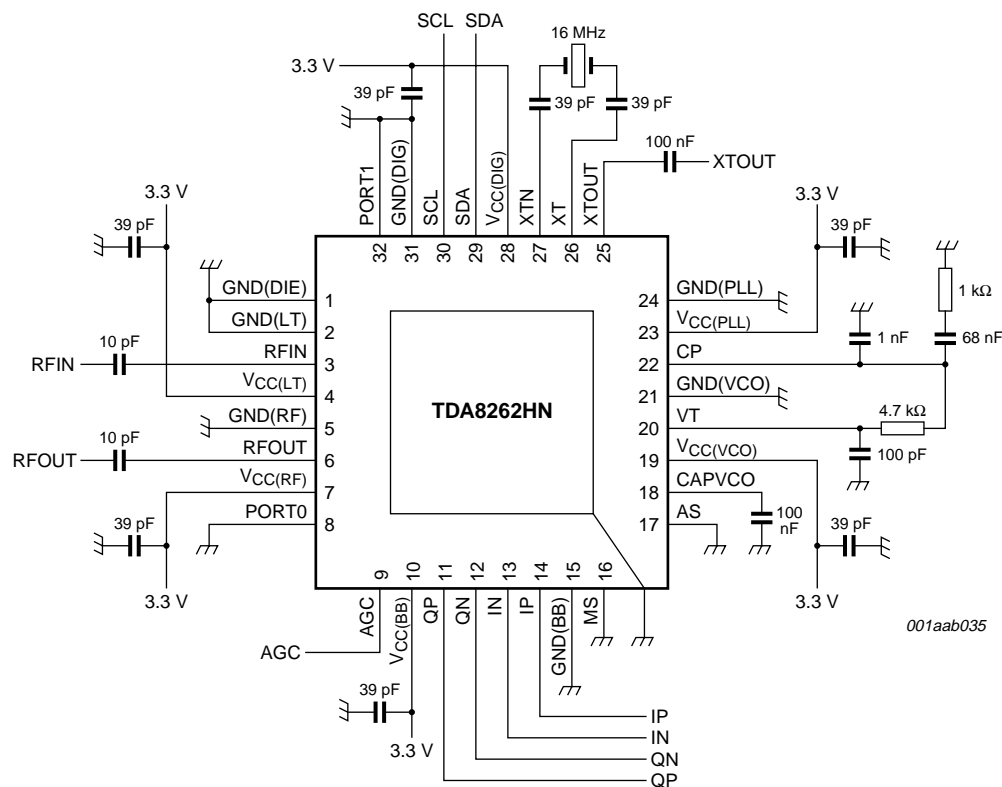 SCL SDA
16 MHz
3.3 V
39 pF 39 pF 39 pF
100 nF
XTOUT
PORT1
GND(DIG)
SCL
SDA
VCC(DIG)
XTN
XT
XTOUT
3.3 V 3.3 V
39 pF 39 pF
32 31 30 29 28 27 26 25
GND(DIE) 1 24 GND(PLL)
1 kΩ
GND(LT) 2 23 VCC(PLL)
10 pF 1 nF 68 nF
RFIN RFIN 3 22 CP
VCC(LT) 4 21 GND(VCO)
TDA8262HN
4.7 kΩ
GND(RF) 5 20 VT
10 pF 100 pF
RFOUT RFOUT 6 19 VCC(VCO)
VCC(RF) 7 18 CAPVCO
100 nF
PORT0 8 17 AS
39 pF 39 pF
9 10 11 12 13 14 15 16
3.3 V 3.3 V
AGC
VCC(BB)
QP
QN
IN
IP
GND(BB)
MS
001aab035
AGC
39 pF
3.3 V
IP
IN
QN
QP